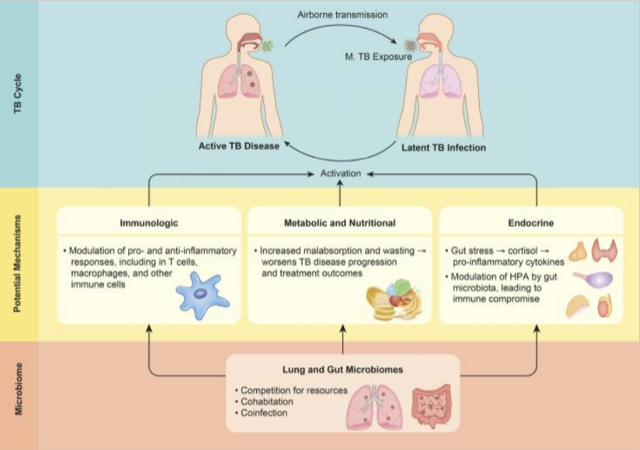 TB Cycle
Airborne transmission
M. TB Exposure
Active TB Disease
Latent TB Infection
Activation
Potential Mechanisms
Immunologic
• Modulation of pro- and anti-inflammatory
responses, including in T cells,
macrophages, and other
immune cells
Metabolic and Nutritional
• Increased malabsorption and wasting →
worsens TB disease progression
and treatment outcomes
Endocrine
• Gut stress → cortisol →
pro-inflammatory cytokines
• Modulation of HPA by gut
microbiota, leading to
immune compromise
Microbiome
Lung and Gut Microbiomes
• Competition for resources
• Cohabitation
• Coinfection